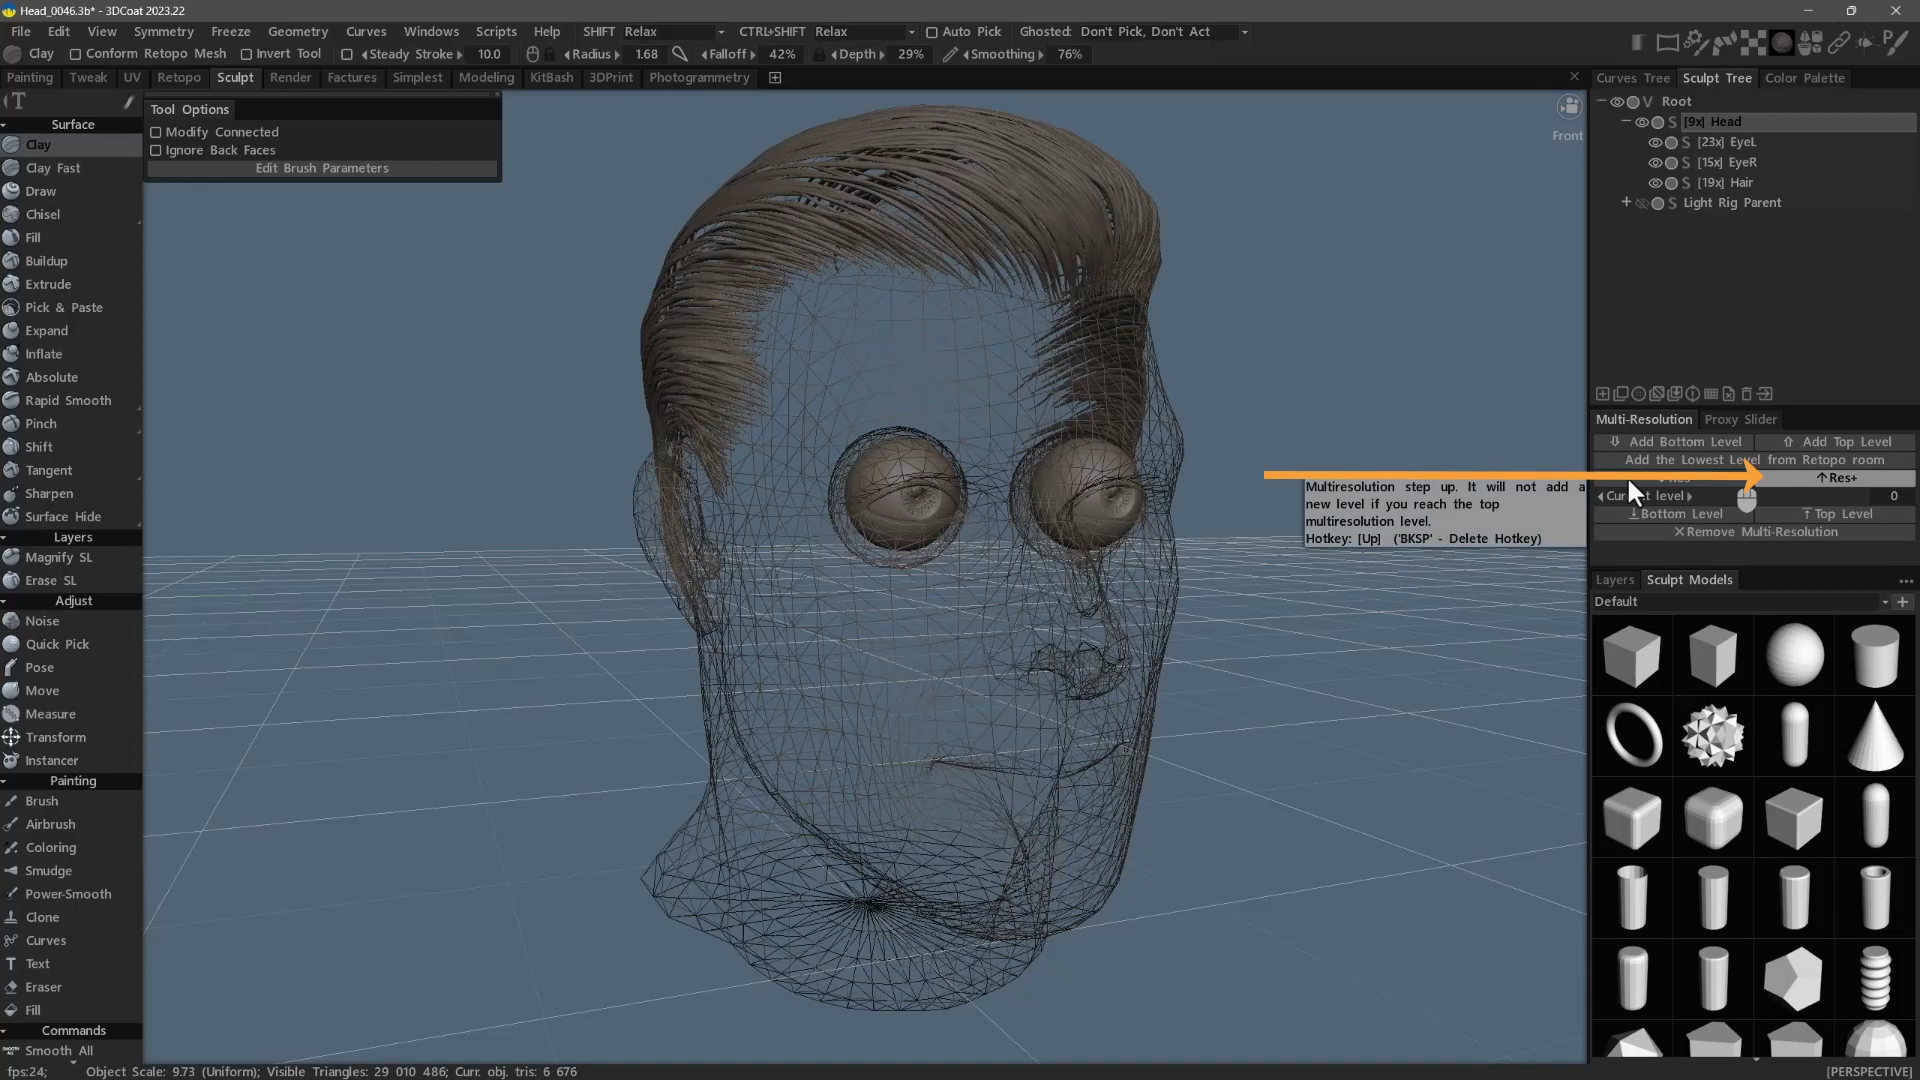 Head_0046.3b* - 3DCoat 2023.22
File Edit View Symmetry Freeze Geometry Curves Windows Scripts Help SHIFT Relax CTRL+SHIFT Relax Auto Pick Ghosted: Don't Pick, Don't Act
Clay Conform Retopo Mesh Invert Tool Steady Stroke 10.0 Radius 1.68 Falloff 42% Depth 29% Smoothing 76%
Painting Tweak UV Retopo Sculpt Render Factures Simplest Modeling KitBash 3DPrint Photogrammetry
Curves Tree Sculpt Tree Color Palette
T
Surface
Clay
Clay Fast
Draw
Chisel
Fill
Buildup
Extrude
Pick & Paste
Expand
Inflate
Absolute
Rapid Smooth
Pinch
Shift
Tangent
Sharpen
Surface Hide
Layers
Magnify SL
Erase SL
Adjust
Noise
Quick Pick
Pose
Move
Measure
Transform
Instancer
Painting
Brush
Airbrush
Coloring
Smudge
Power-Smooth
Clone
Curves
Text
Eraser
Fill
Commands
Smooth All
Tool Options
Modify Connected
Ignore Back Faces
Edit Brush Parameters
Front
V Root
S [9x] Head
S [23x] EyeL
S [15x] EyeR
S [19x] Hair
S Light Rig Parent
Multi-Resolution Proxy Slider
Add Bottom Level Add Top Level
Add the Lowest Level from Retopo room
Res+
level 0
Bottom Level Top Level
Remove Multi-Resolution
Multiresolution step up. It will not add a
new level if you reach the top
multiresolution level.
Hotkey: [Up] ('BKSP' - Delete Hotkey)
Layers Sculpt Models
Default
fps:24; Object Scale: 9.73 (Uniform); Visible Triangles: 29 010 486; Curr. obj. tris: 6 676
[PERSPECTIVE]